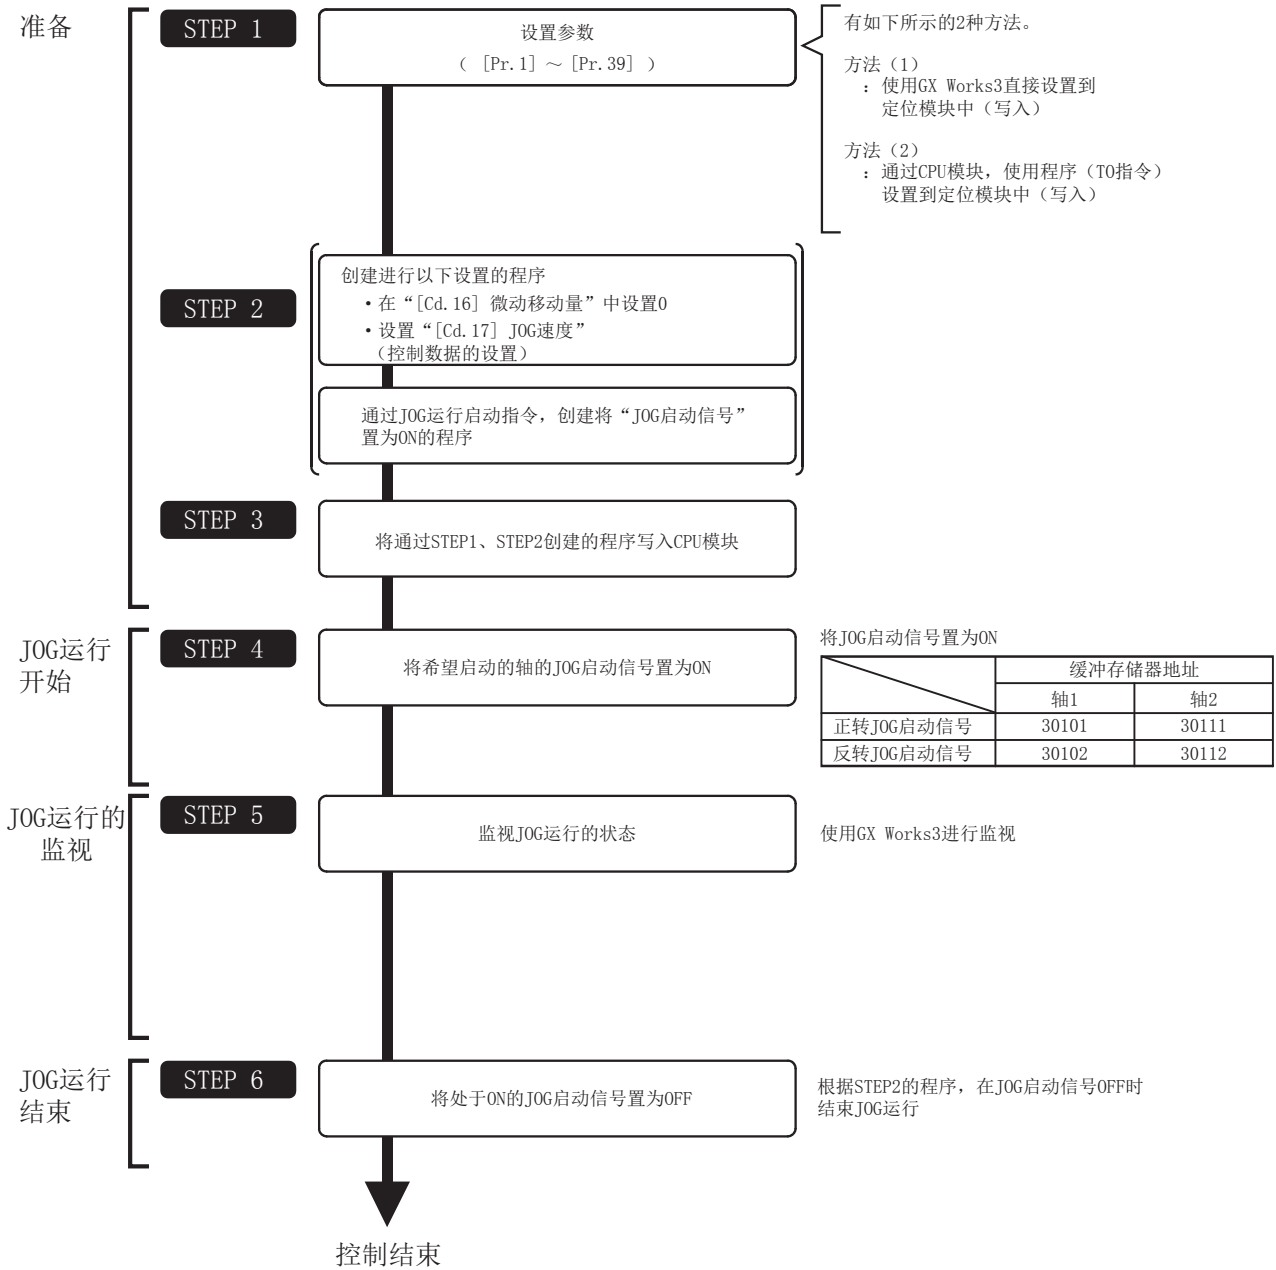 准备
STEP 1
设置参数
（ [Pr.1] ～ [Pr.39] ）
有如下所示的2种方法。
方法（1）
：使用GX Works3直接设置到
定位模块中（写入）
方法（2）
：通过CPU模块，使用程序（TO指令）
设置到定位模块中（写入）
STEP 2
创建进行以下设置的程序
・在“[Cd.16] 微动移动量”中设置0
・设置“[Cd.17] JOG速度”
（控制数据的设置）
通过JOG运行启动指令，创建将“JOG启动信号”
置为ON的程序
STEP 3
将通过STEP1、STEP2创建的程序写入CPU模块
JOG运行
开始
STEP 4
将希望启动的轴的JOG启动信号置为ON
将JOG启动信号置为ON
缓冲存储器地址
轴1 轴2
正转JOG启动信号 30101 30111
反转JOG启动信号 30102 30112
JOG运行的
监视
STEP 5
监视JOG运行的状态
使用GX Works3进行监视
JOG运行
结束
STEP 6
将处于ON的JOG启动信号置为OFF
根据STEP2的程序，在JOG启动信号OFF时
结束JOG运行
控制结束